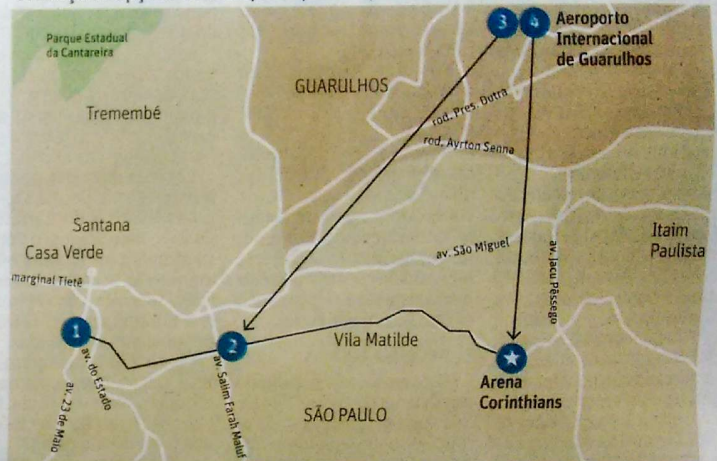 Parque Estadual
da Cantareira
3
4
Aeroporto
Internacional
de Guarulhos
GUARULHOS
Tremembé
rod. Pres. Dutra
rod. Ayrton Senna
Santana
Casa Verde
marginal Tietê
av. São Miguel
Itaim
Paulista
av. Jacu Pêssego
1
2
Vila Matilde
av. do Estado
av. 23 de Maio
av. Salim Farah Maluf
Arena
Corinthians
SÃO PAULO